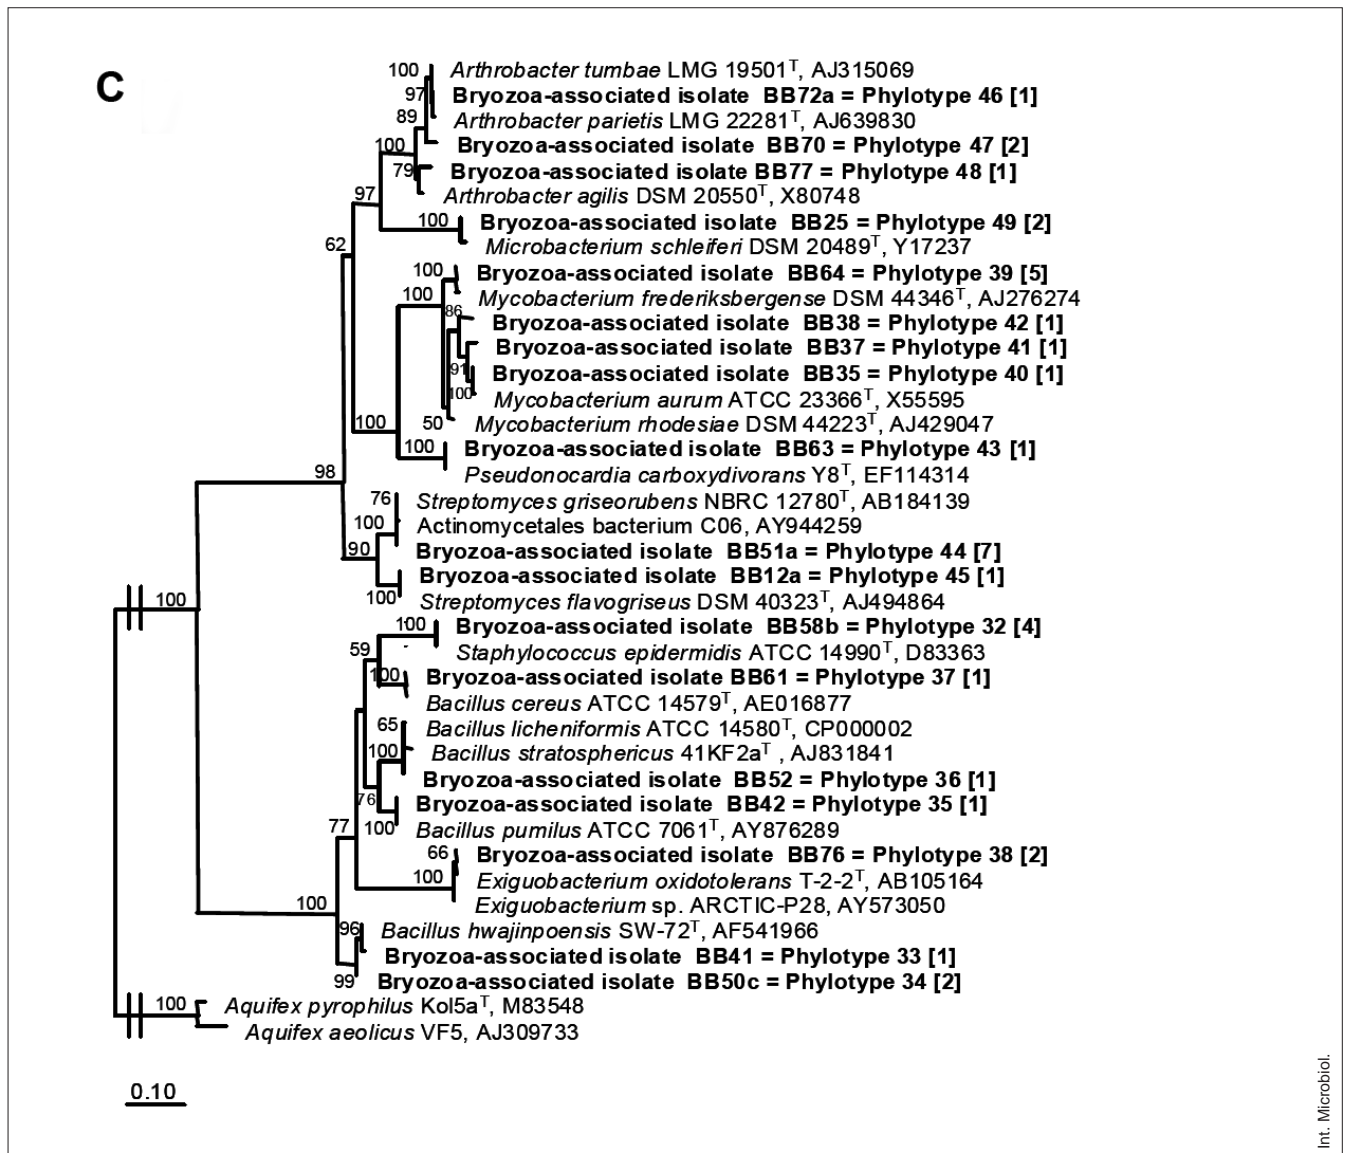 C
100 Arthrobacter tumbae LMG 19501T, AJ315069
97 Bryozoa-associated isolate BB72a = Phylotype 46 [1]
89 Arthrobacter parietis LMG 22281T, AJ639830
100 Bryozoa-associated isolate BB70 = Phylotype 47 [2]
79 Bryozoa-associated isolate BB77 = Phylotype 48 [1]
97 Arthrobacter agilis DSM 20550T, X80748
100 Bryozoa-associated isolate BB25 = Phylotype 49 [2]
62 Microbacterium schleiferi DSM 20489T, Y17237
100 Bryozoa-associated isolate BB64 = Phylotype 39 [5]
100 Mycobacterium frederiksbergense DSM 44346T, AJ276274
86 Bryozoa-associated isolate BB38 = Phylotype 42 [1]
Bryozoa-associated isolate BB37 = Phylotype 41 [1]
91 Bryozoa-associated isolate BB35 = Phylotype 40 [1]
100 Mycobacterium aurum ATCC 23366T, X55595
100 50 Mycobacterium rhodesiae DSM 44223T, AJ429047
100 Bryozoa-associated isolate BB63 = Phylotype 43 [1]
98 Pseudonocardia carboxydivorans Y8T, EF114314
76 Streptomyces griseorubens NBRC 12780T, AB184139
100 Actinomycetales bacterium C06, AY944259
90 Bryozoa-associated isolate BB51a = Phylotype 44 [7]
Bryozoa-associated isolate BB12a = Phylotype 45 [1]
100 100 Streptomyces flavogriseus DSM 40323T, AJ494864
100 Bryozoa-associated isolate BB58b = Phylotype 32 [4]
59 Staphylococcus epidermidis ATCC 14990T, D83363
100 Bryozoa-associated isolate BB61 = Phylotype 37 [1]
Bacillus cereus ATCC 14579T, AE016877
65 Bacillus licheniformis ATCC 14580T, CP000002
100 Bacillus stratosphericus 41KF2aT , AJ831841
Bryozoa-associated isolate BB52 = Phylotype 36 [1]
76 Bryozoa-associated isolate BB42 = Phylotype 35 [1]
77 100 Bacillus pumilus ATCC 7061T, AY876289
66 Bryozoa-associated isolate BB76 = Phylotype 38 [2]
100 Exiguobacterium oxidotolerans T-2-2T, AB105164
100 Exiguobacterium sp. ARCTIC-P28, AY573050
96 Bacillus hwajinpoensis SW-72T, AF541966
Bryozoa-associated isolate BB41 = Phylotype 33 [1]
99 Bryozoa-associated isolate BB50c = Phylotype 34 [2]
100 Aquifex pyrophilus Kol5aT, M83548
Aquifex aeolicus VF5, AJ309733
0.10
Int. Microbiol.